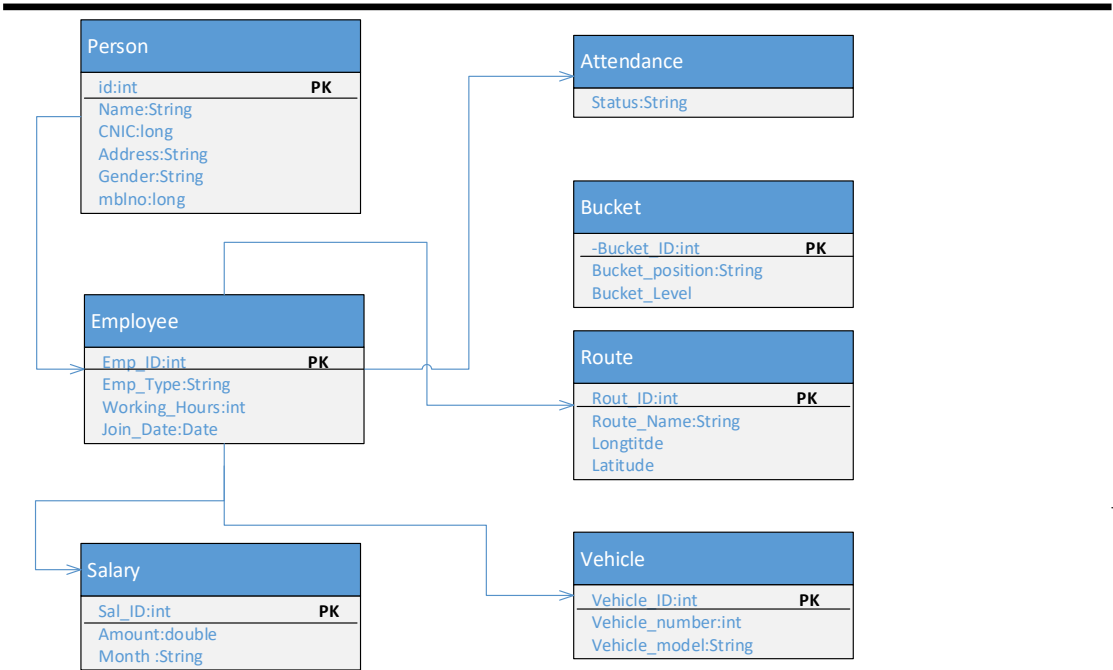 Person
id:int PK
Name:String
CNIC:long
Address:String
Gender:String
mblno:long
Attendance
Status:String
Bucket
-Bucket_ID:int PK
Bucket_position:String
Bucket_Level
Employee
Emp_ID:int PK
Emp_Type:String
Working_Hours:int
Join_Date:Date
Route
Rout_ID:int PK
Route_Name:String
Longtitde
Latitude
Salary
Sal_ID:int PK
Amount:double
Month :String
Vehicle
Vehicle_ID:int PK
Vehicle_number:int
Vehicle_model:String